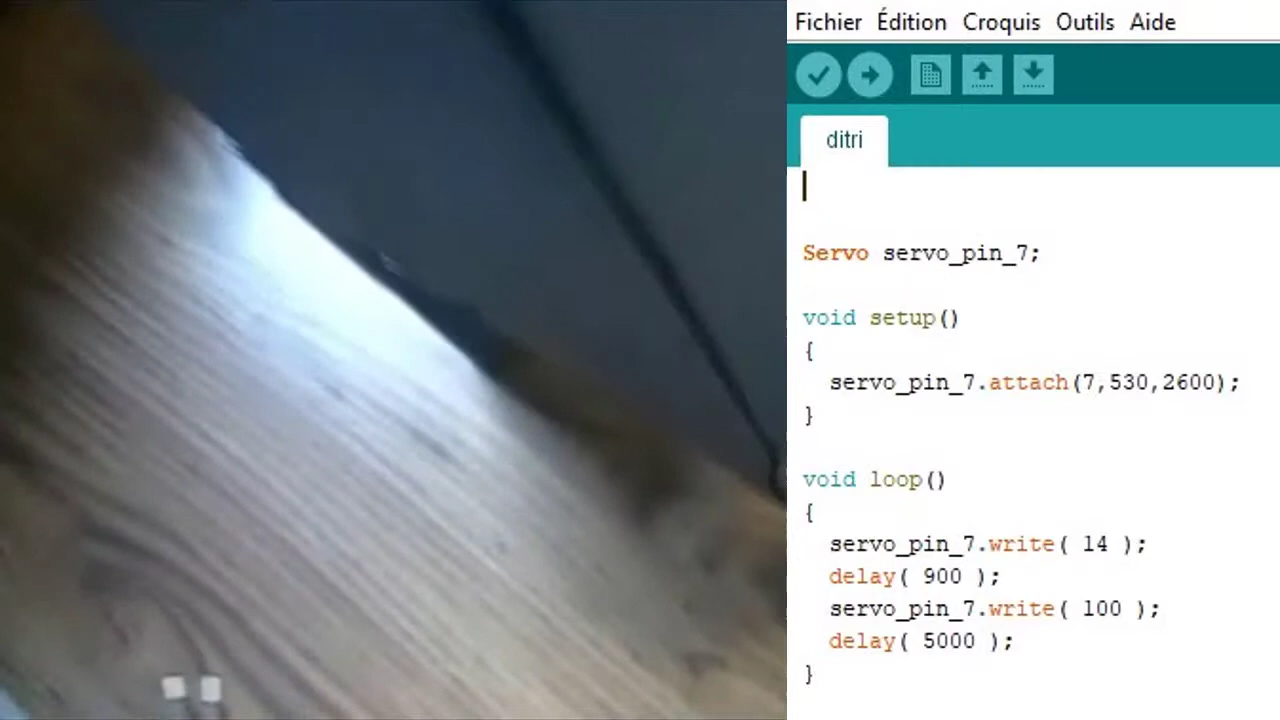 Fichier Édition Croquis Outils Aide
ditri
Servo servo_pin_7;
void setup()
{
servo_pin_7.attach(7,530,2600);
}
void loop()
{
servo_pin_7.write( 14 );
delay( 900 );
servo_pin_7.write( 100 );
delay( 5000 );
}